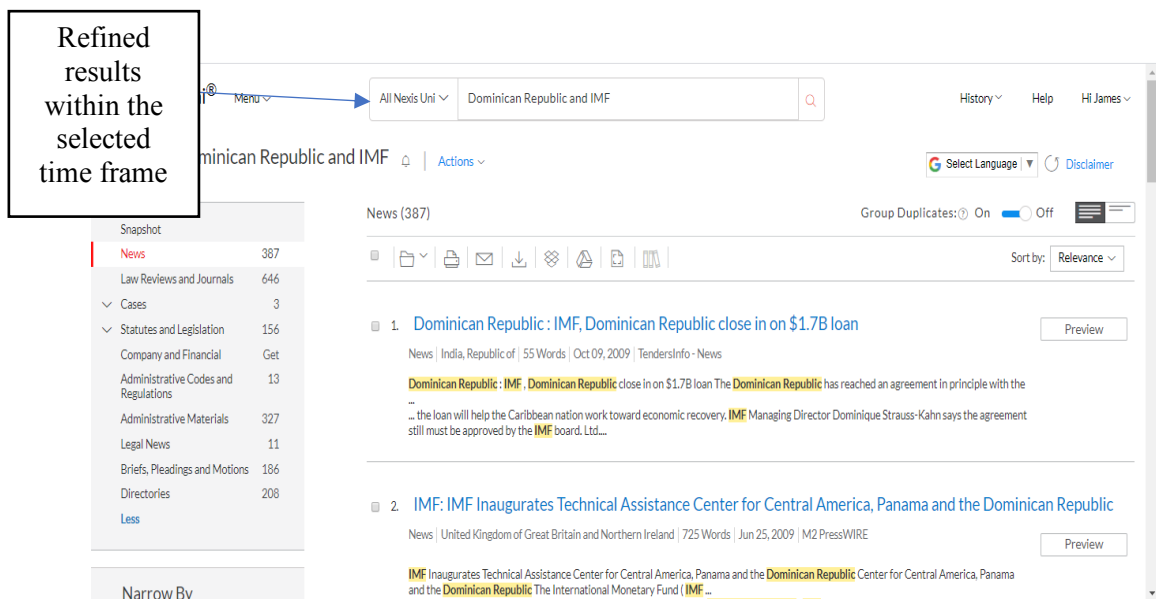 Refined
results
within the
selected
time frame
Menu
All Nexis Uni
Dominican Republic and IMF
History
Help
Hi James
Republic and IMF
Actions
Select Language
Disclaimer
News (387)
Group Duplicates: On Off
Snapshot
News 387
Law Reviews and Journals 646
Cases 3
Statutes and Legislation 156
Company and Financial Get
Administrative Codes and
Regulations 13
Administrative Materials 327
Legal News 11
Briefs, Pleadings and Motions 186
Directories 208
Less
Narrow By
Sort by: Relevance
1. Dominican Republic : IMF, Dominican Republic close in on $1.7B loan
Preview
News | India, Republic of | 55 Words | Oct 09, 2009 | TendersInfo - News
Dominican Republic : IMF , Dominican Republic close in on $1.7B loan The Dominican Republic has reached an agreement in principle with the
...
... the loan will help the Caribbean nation work toward economic recovery. IMF Managing Director Dominique Strauss-Kahn says the agreement
still must be approved by the IMF board. Ltd....
2. IMF: IMF Inaugurates Technical Assistance Center for Central America, Panama and the Dominican Republic
News | United Kingdom of Great Britain and Northern Ireland | 725 Words | Jun 25, 2009 | M2 PressWIRE
Preview
IMF Inaugurates Technical Assistance Center for Central America, Panama and the Dominican Republic Center for Central America, Panama
and the Dominican Republic The International Monetary Fund ( IMF ...